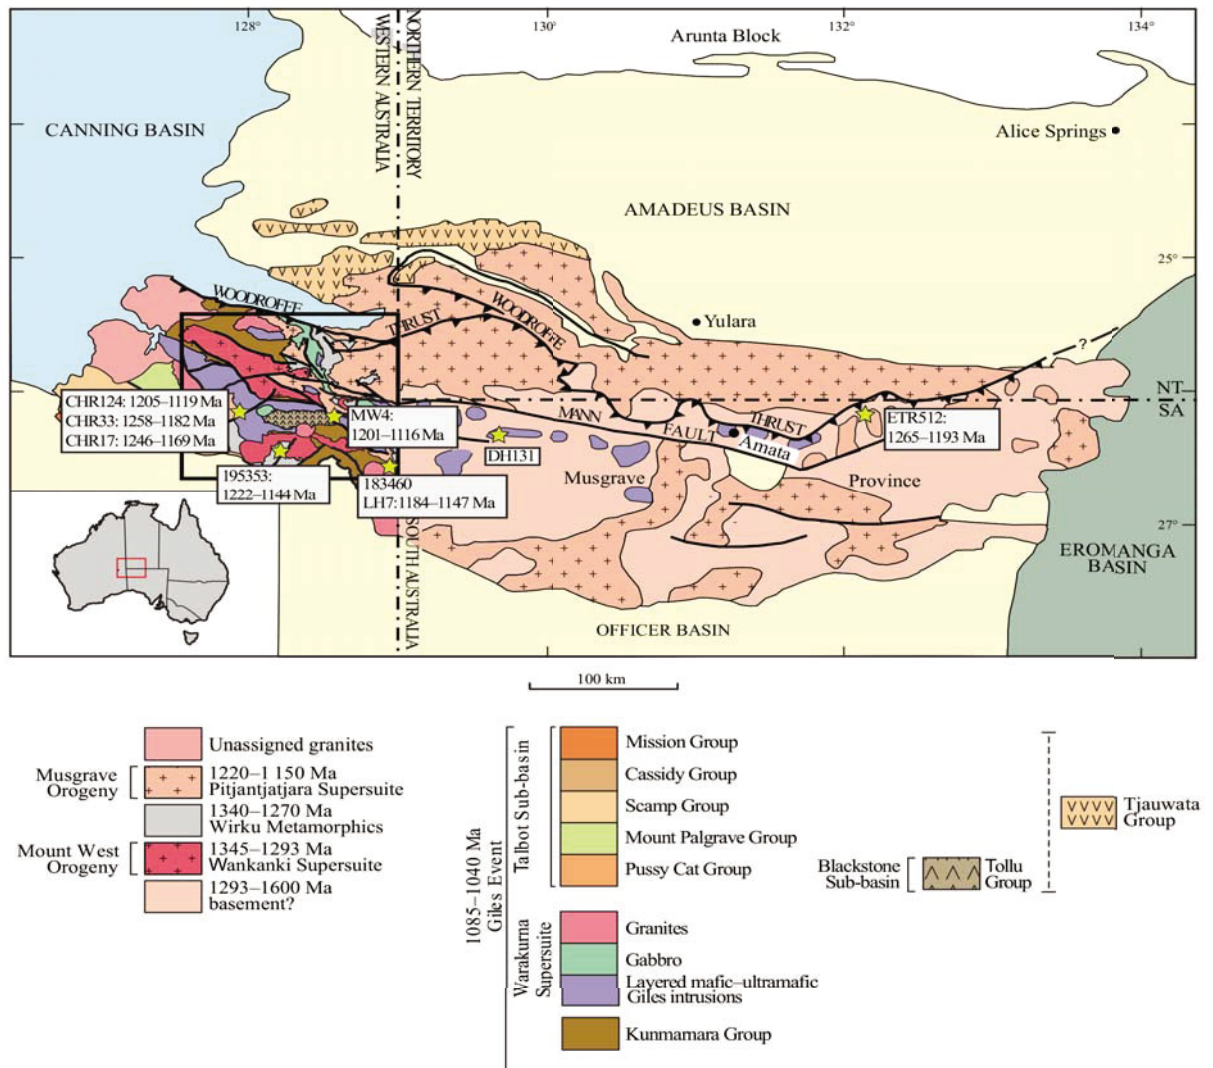 128°
130°
132°
134°
WESTERN AUSTRALIA
NORTHERN TERRITORY
Arunta Block
CANNING BASIN
Alice Springs
AMADEUS BASIN
25°
WOODROFFE
THRUST
WOODROFFE
Yulara
?
NT
SA
CHR124: 1205–1119 Ma
CHR33: 1258–1182 Ma
CHR17: 1246–1169 Ma
MW4:
1201–1116 Ma
MANN
FAULT
THRUST
Amata
ETR512:
1265–1193 Ma
DH131
Musgrave
Province
195353:
1222–1144 Ma
183460
LH7:1184–1147 Ma
27°
SOUTH AUSTRALIA
EROMANGA
BASIN
OFFICER BASIN
100 km
Unassigned granites
Musgrave
Orogeny
1220–1 150 Ma
Pitjantjatjara Supersuite
1340–1270 Ma
Wirku Metamorphics
Mount West
Orogeny
1345–1293 Ma
Wankanki Supersuite
1293–1600 Ma
basement?
1085–1040 Ma
Giles Event
Talbot Sub-basin
Mission Group
Cassidy Group
Scamp Group
Mount Palgrave Group
Pussy Cat Group
Warakurna
Supersuite
Granites
Gabbro
Layered mafic–ultramafic
Giles intrusions
Kunmarnara Group
Blackstone
Sub-basin
Tollu
Group
Tjauwata
Group